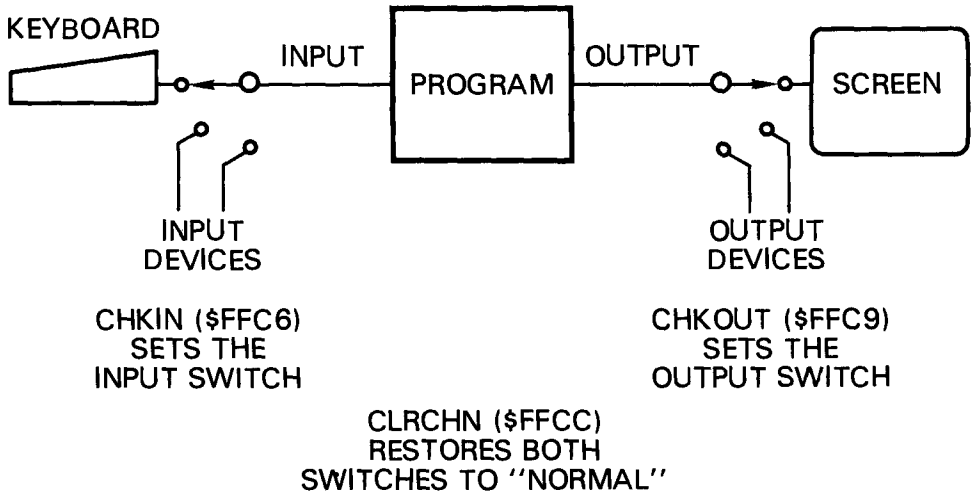 KEYBOARD
INPUT
PROGRAM
OUTPUT
SCREEN
INPUT
DEVICES
OUTPUT
DEVICES
CHKIN ($FFC6)
SETS THE
INPUT SWITCH
CHKOUT ($FFC9)
SETS THE
OUTPUT SWITCH
CLRCHN ($FFCC)
RESTORES BOTH
SWITCHES TO "NORMAL"